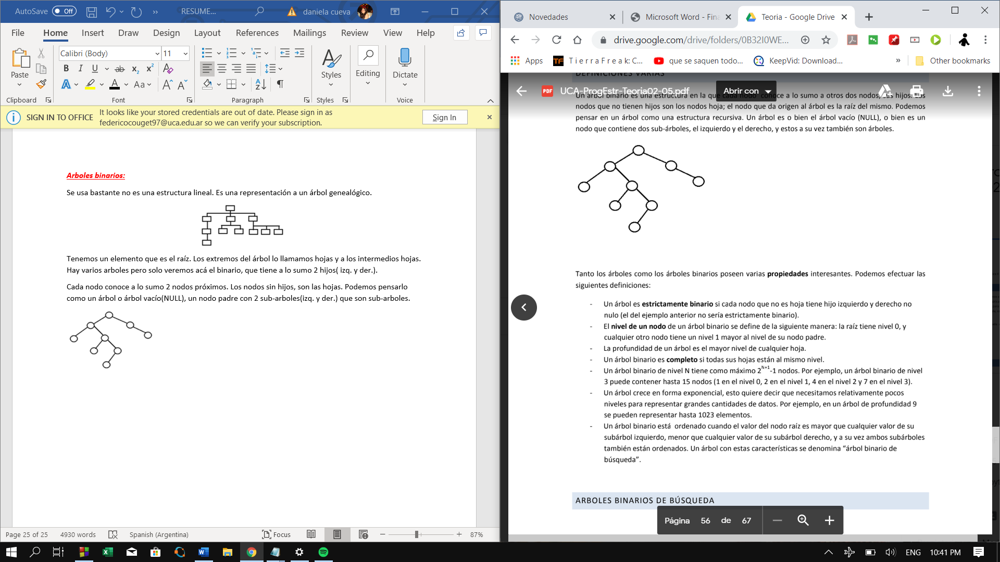 AutoSave Off RESUME... daniela cueva
File Home Insert Draw Design Layout References Mailings Review View Help
Calibri (Body) 11
Paste Styles Editing Dictate
Clipboard Font Paragraph Styles Voice
SIGN IN TO OFFICE It looks like your stored credentials are out of date. Please sign in as
federicocouget97@uca.edu.ar so we can verify your subscription.
Sign In
Arboles binarios:
Se usa bastante no es una estructura lineal. Es una representación a un árbol genealógico.
Tenemos un elemento que es el raíz. Los extremos del árbol lo llamamos hojas y a los intermedios hojas.
Hay varios arboles pero solo veremos acá el binario, que tiene a lo sumo 2 hijos( izq. y der.).
Cada nodo conoce a lo sumo 2 nodos próximos. Los nodos sin hijos, son las hojas. Podemos pensarlo
como un árbol o árbol vacío(NULL), un nodo padre con 2 sub-arboles(izq. y der.) que son sub-arboles.
Page 25 of 25 4930 words Spanish (Argentina) Focus 87%
Novedades Microsoft Word - Fin Teoria - Google Drive
drive.google.com/drive/folders/0B32I0WE...
Apps T i e r r a F r e a k: C... que se saquen todo... KeepVid: Download... » Other bookmarks
DEFINICIONES VARIAS
UCA-ProgEstr-Teoria02-05.pdf Abrir con
Un árbol binario es una estructura en la que cada nodo conoce a lo sumo a otros dos nodos, sus hijos. Los
nodos que no tienen hijos son los nodos hoja; el nodo que da origen al árbol es la raíz del mismo. Podemos
pensar en un árbol como una estructura recursiva. Un árbol es o bien el árbol vacío (NULL), o bien es un
nodo que contiene dos sub-árboles, el izquierdo y el derecho, y estos a su vez también son árboles.
Tanto los árboles como los árboles binarios poseen varias propiedades interesantes. Podemos efectuar las
siguientes definiciones:
- Un árbol es estrictamente binario si cada nodo que no es hoja tiene hijo izquierdo y derecho no
nulo (el del ejemplo anterior no sería estrictamente binario).
- El nivel de un nodo de un árbol binario se define de la siguiente manera: la raíz tiene nivel 0, y
cualquier otro nodo tiene un nivel 1 mayor al nivel de su nodo padre.
- La profundidad de un árbol es el mayor nivel de cualquier hoja.
- Un árbol binario es completo si todas sus hojas están al mismo nivel.
- Un árbol binario de nivel N tiene como máximo 2^N+1-1 nodos. Por ejemplo, un árbol binario de nivel
3 puede contener hasta 15 nodos (1 en el nivel 0, 2 en el nivel 1, 4 en el nivel 2 y 7 en el nivel 3).
- Un árbol crece en forma exponencial, esto quiere decir que necesitamos relativamente pocos
niveles para representar grandes cantidades de datos. Por ejemplo, en un árbol de profundidad 9
se pueden representar hasta 1023 elementos.
- Un árbol binario está ordenado cuando el valor del nodo raíz es mayor que cualquier valor de su
subárbol izquierdo, menor que cualquier valor de su subárbol derecho, y a su vez ambos subárboles
también están ordenados. Un árbol con estas características se denomina “árbol binario de
búsqueda”.
ARBOLES BINARIOS DE BÚSQUEDA
Página 56 de 67
ENG 10:41 PM